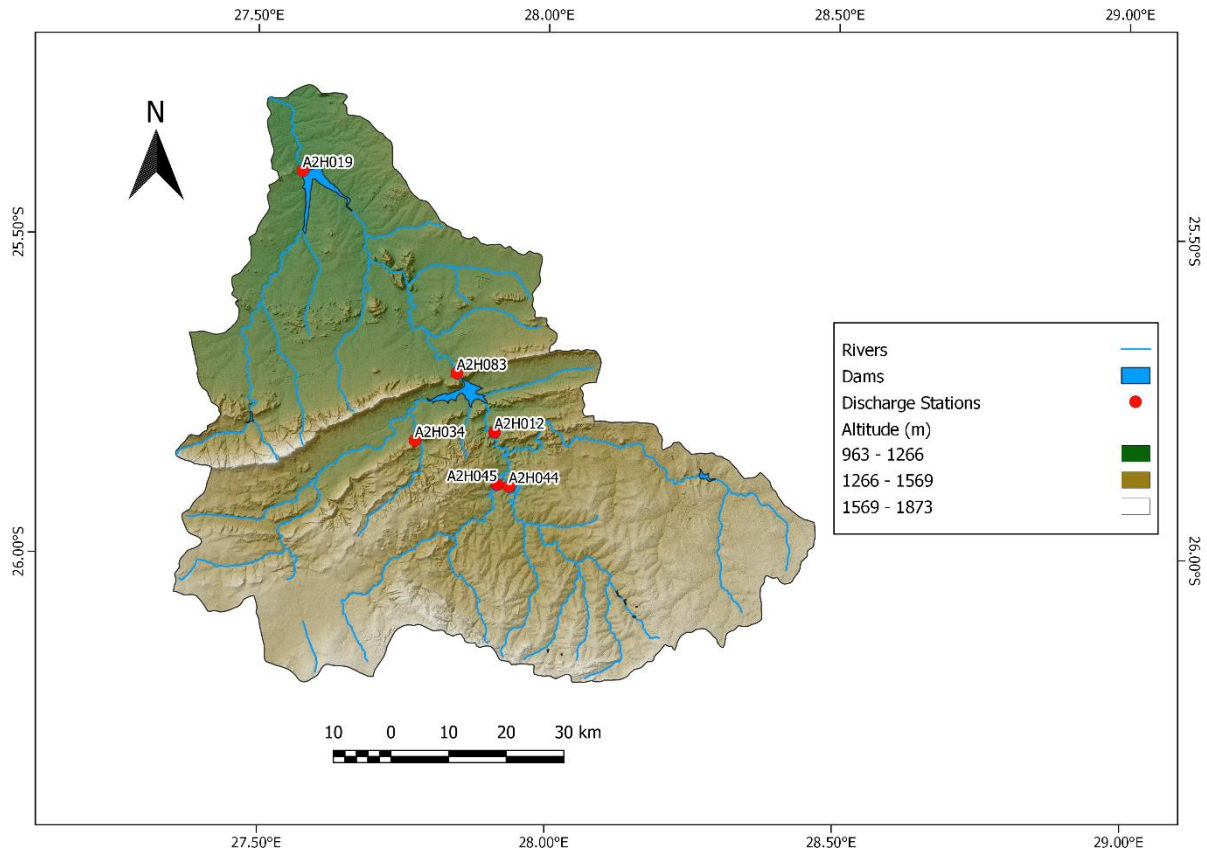 27.50°E 28.00°E 28.50°E 29.00°E
N
A2H019
25.50°S 25.50°S
A2H083
A2H034 A2H012
A2H045 A2H044
26.00°S 26.00°S
Rivers
Dams
Discharge Stations
Altitude (m)
963 - 1266
1266 - 1569
1569 - 1873
10 0 10 20 30 km
27.50°E 28.00°E 28.50°E 29.00°E